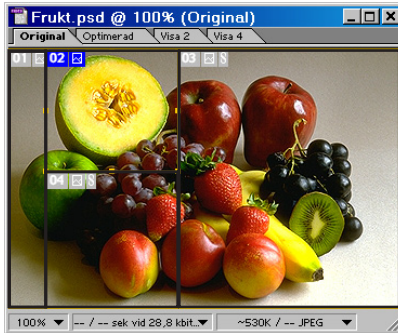 Frukt.psd @ 100% (Original)
Original Optimerad Visa 2 Visa 4
01 02 03 S
04 S
100% -- / -- sek vid 28,8 kbit... ~530K / -- JPEG